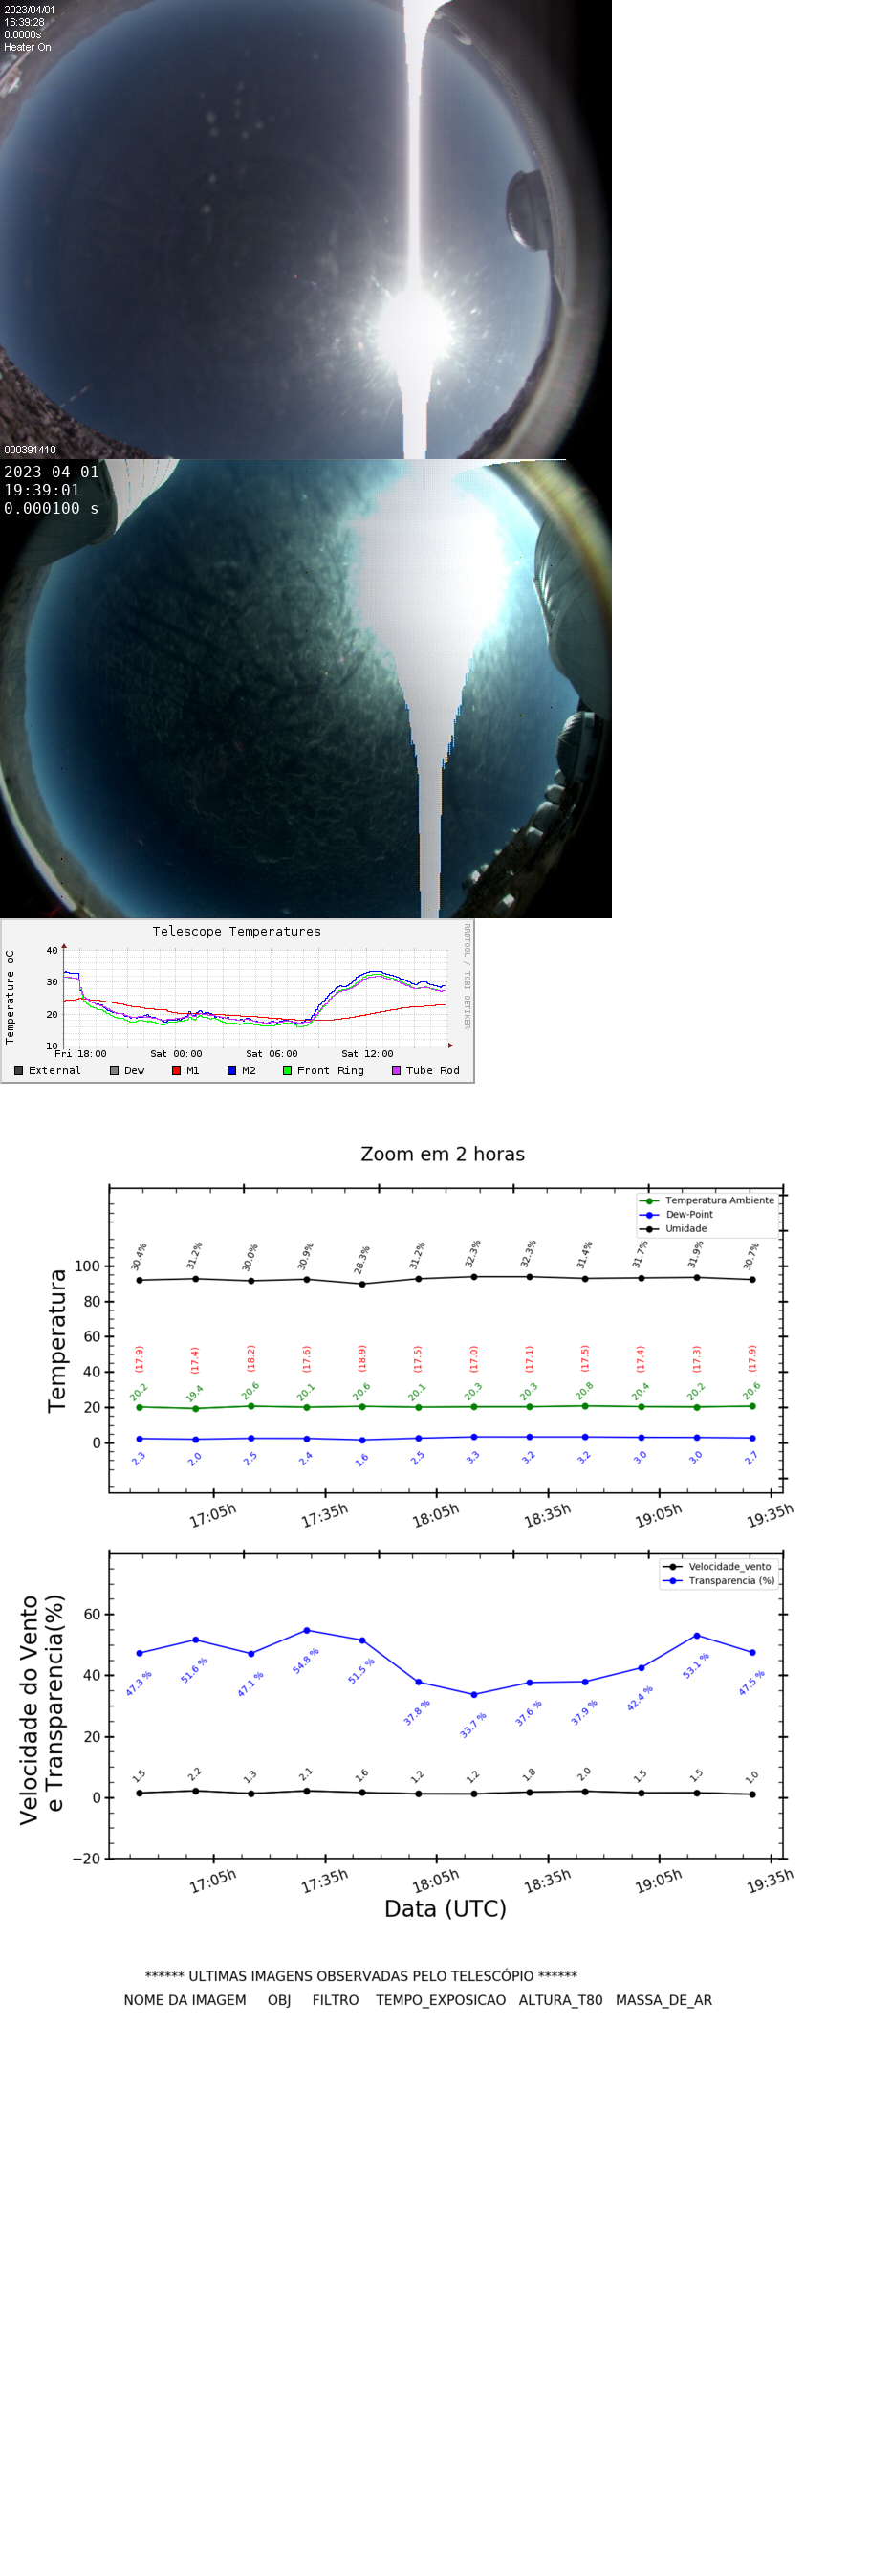 2023/04/01
16:39:28
0.0000s
Heater On
000391410
2023-04-01
19:39:01
0.000100 s
Telescope Temperatures
RRDTOOL / TOBI OETIKER
Temperature oC
40
30
20
10
Fri 18:00 Sat 00:00 Sat 06:00 Sat 12:00
External Dew M1 M2 Front Ring Tube Rod
Zoom em 2 horas
Temperatura Ambiente
Dew-Point
Umidade
Temperatura
100
80
60
40
20
0
30.4% 31.2% 30.0% 30.9% 28.3% 31.2% 32.3% 32.3% 31.4% 31.7% 31.9% 30.7%
(17.9) (17.4) (18.2) (17.6) (18.9) (17.5) (17.0) (17.1) (17.5) (17.4) (17.3) (17.9)
20.2 19.4 20.6 20.1 20.6 20.1 20.3 20.3 20.8 20.4 20.2 20.6
2.3 2.0 2.5 2.4 1.6 2.5 3.3 3.2 3.2 3.0 3.0 2.7
17:05h 17:35h 18:05h 18:35h 19:05h 19:35h
Velocidade_vento
Transparencia (%)
Velocidade do Vento
e Transparencia(%)
60
40
20
0
−20
47.3 % 51.6 % 47.1 % 54.8 % 51.5 % 37.8 % 33.7 % 37.6 % 37.9 % 42.4 % 53.1 % 47.5 %
1.5 2.2 1.3 2.1 1.6 1.2 1.2 1.8 2.0 1.5 1.5 1.0
17:05h 17:35h 18:05h 18:35h 19:05h 19:35h
Data (UTC)
****** ULTIMAS IMAGENS OBSERVADAS PELO TELESCÓPIO ******
NOME DA IMAGEM OBJ FILTRO TEMPO_EXPOSICAO ALTURA_T80 MASSA_DE_AR